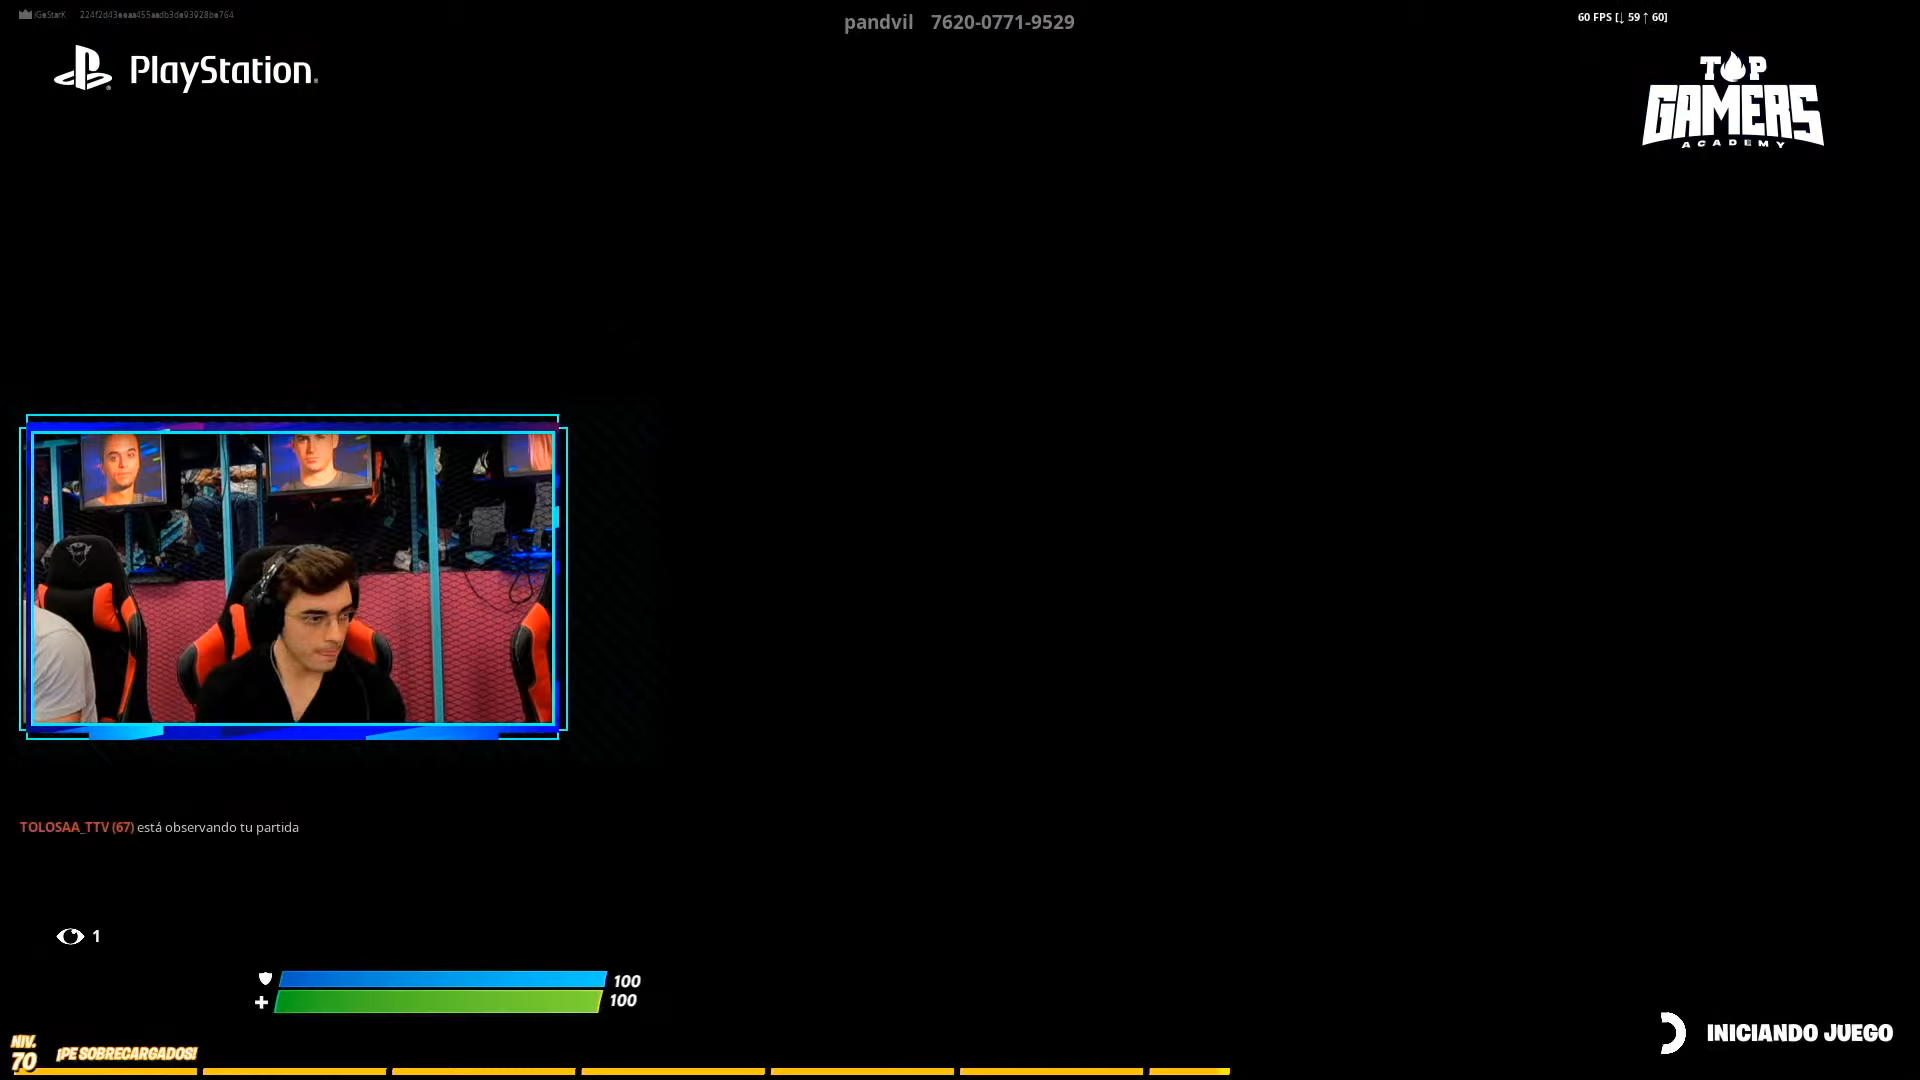 iGeStarK
pandvil 7620-0771-9529
60 FPS [↓ 59 ↑ 60]
PlayStation.
TOP
GAMERS
ACADEMY
TOLOSAA_TTV (67) está observando tu partida
1
100
100
NIV.
70
¡PE SOBRECARGADOS!
INICIANDO JUEGO